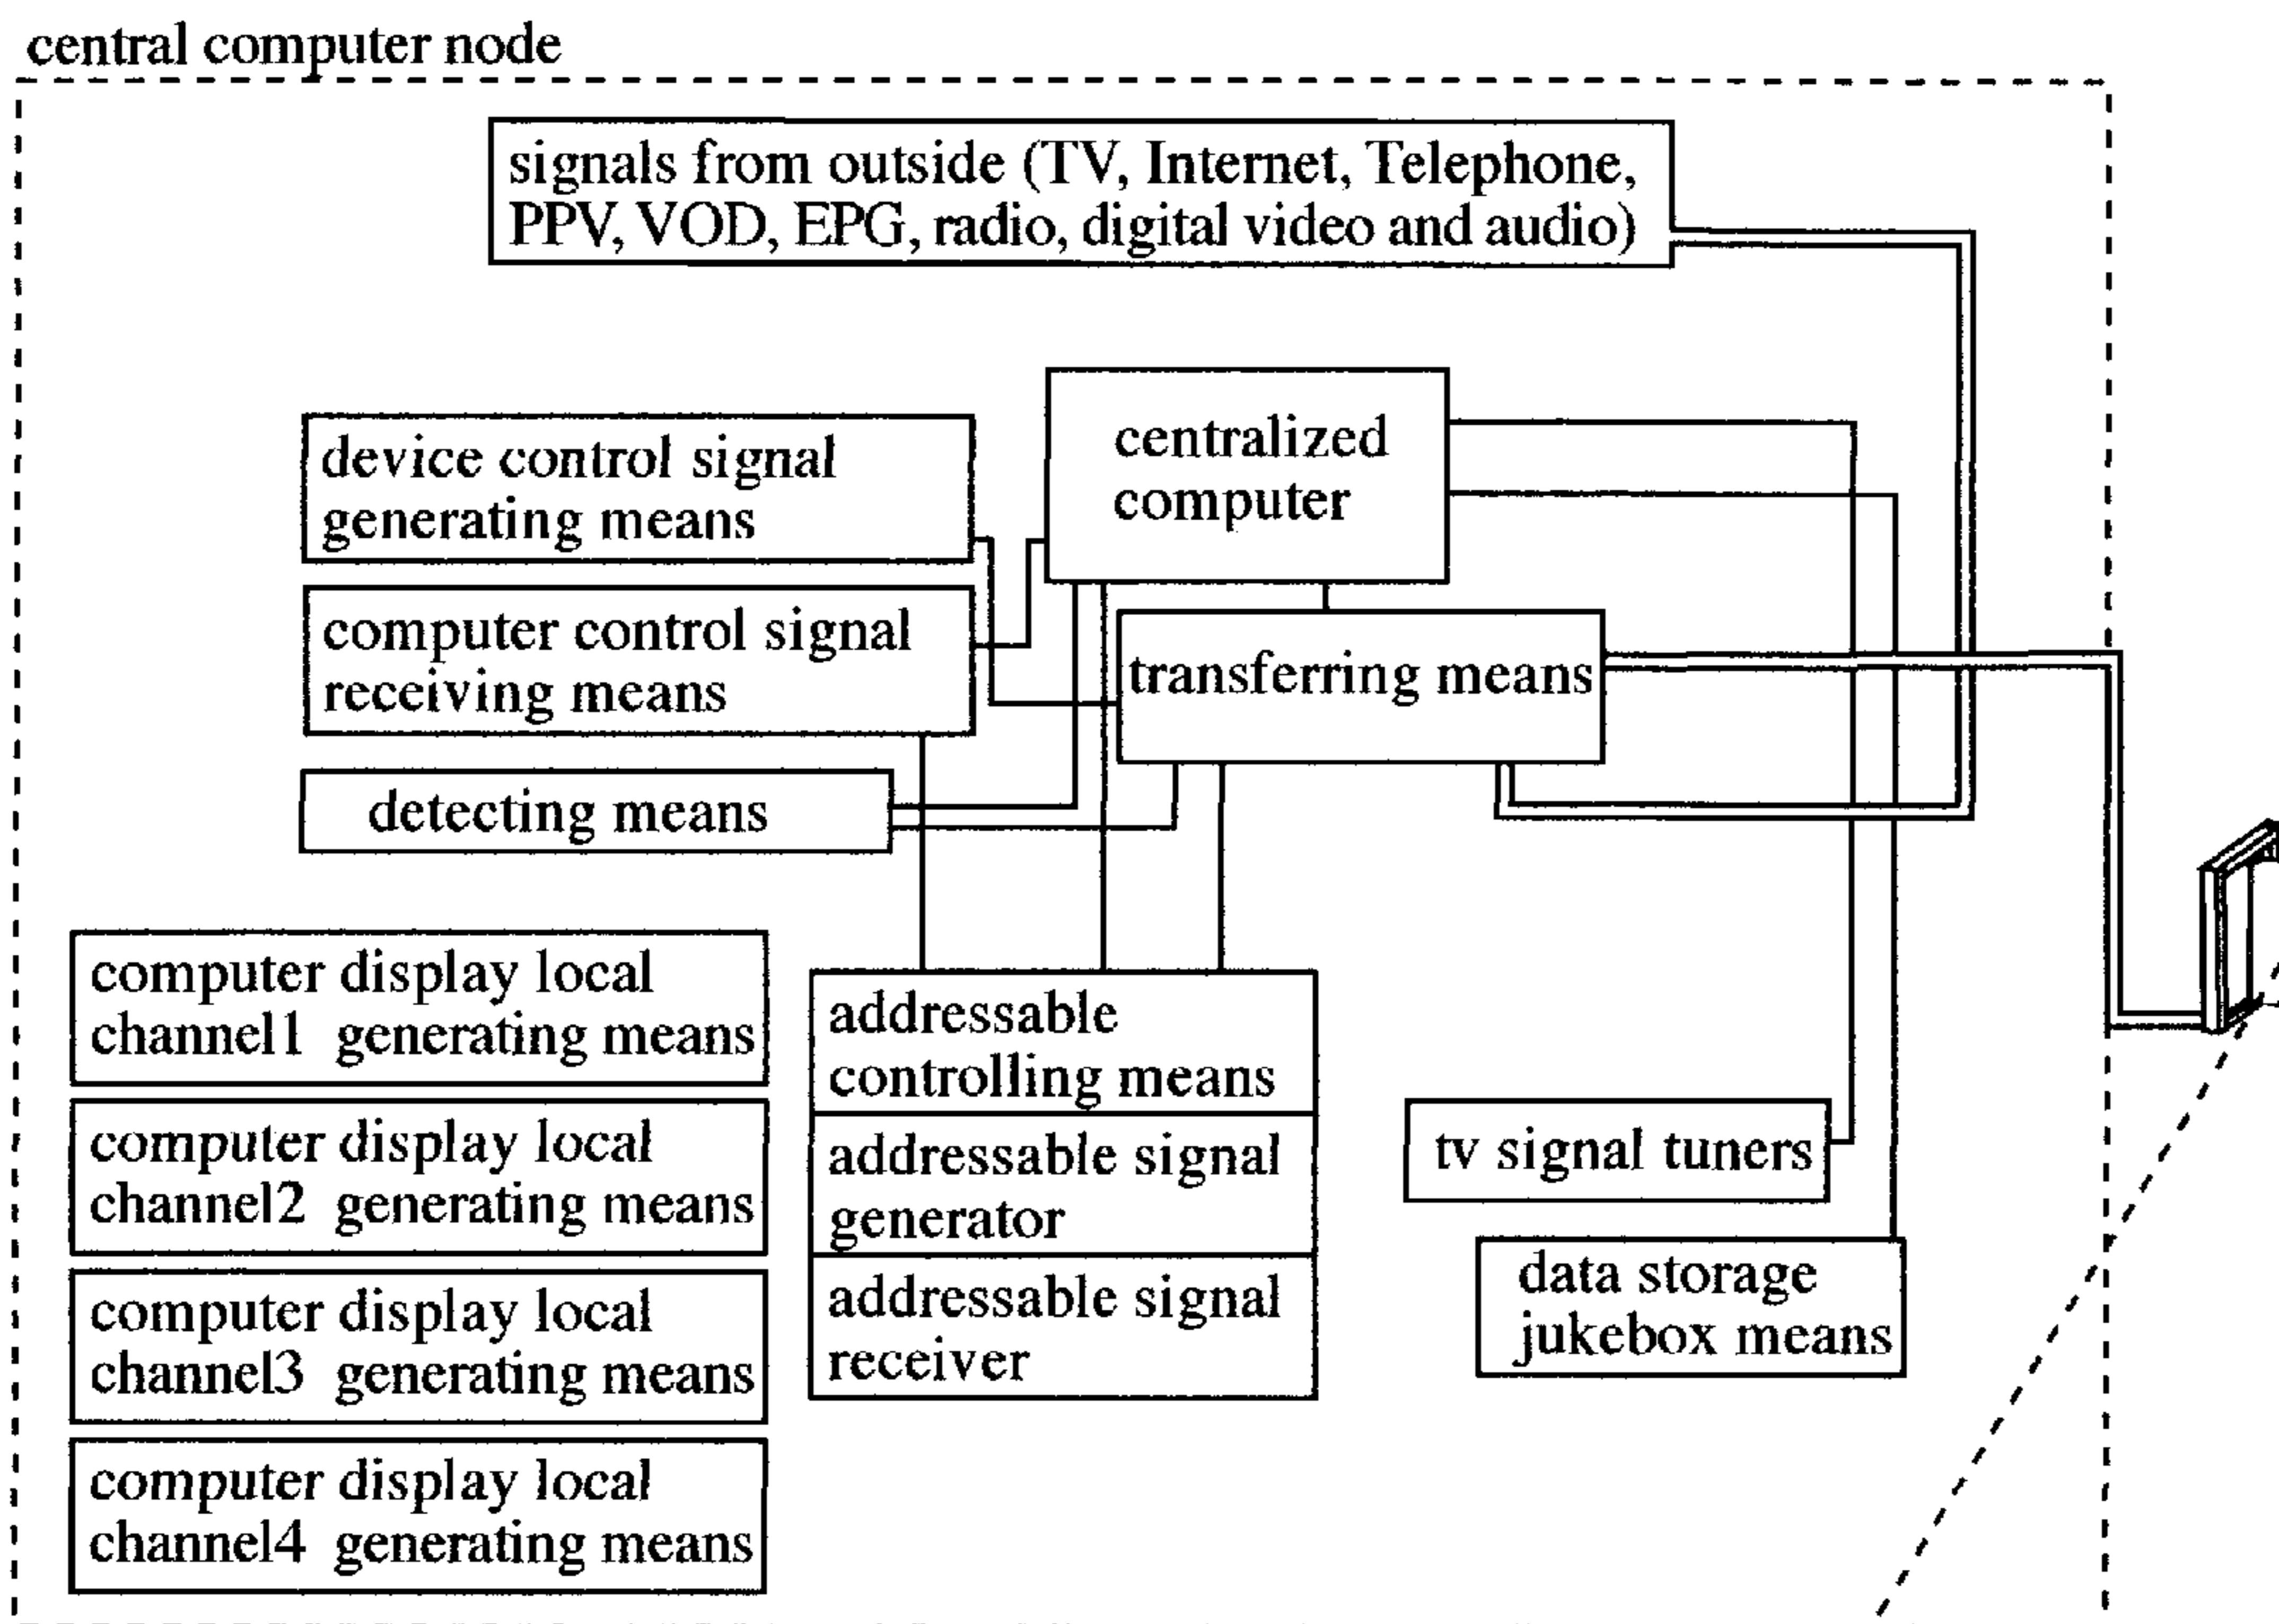 central computer node
signals from outside (TV, Internet, Telephone,
PPV, VOD, EPG, radio, digital video and audio)
centralized
computer
device control signal
generating means
computer control signal
receiving means
transferring means
detecting means
computer display local
channel1 generating means
computer display local
channel2 generating means
computer display local
channel3 generating means
computer display local
channel4 generating means
addressable
controlling means
addressable signal
generator
addressable signal
receiver
tv signal tuners
data storage
jukebox means